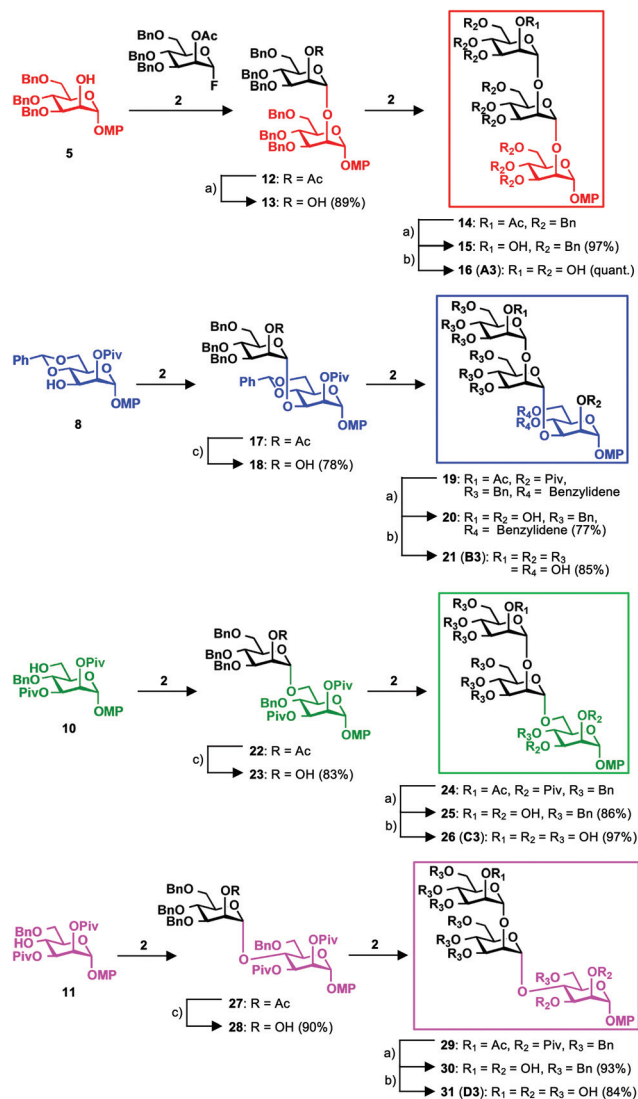 BnO
OAc
BnO
BnO
F
BnO
OH
BnO
BnO
OMP
5
2
BnO
OR
BnO
BnO
O
O
BnO
BnO
BnO
O
OMP
12: R = Ac
a)
13: R = OH (89%)
2
R₂O
OR₁
R₂O
R₂O
O
O
R₂O
R₂O
R₂O
O
O
R₂O
R₂O
R₂O
O
OMP
14: R₁ = Ac, R₂ = Bn
a)
15: R₁ = OH, R₂ = Bn (97%)
b)
16 (A3): R₁ = R₂ = OH (quant.)
Ph
O
O
OPiv
HO
O
OMP
8
2
BnO
OR
BnO
BnO
O
Ph
O
O
OPiv
O
O
OMP
17: R = Ac
c)
18: R = OH (78%)
2
R₃O
OR₁
R₃O
R₃O
O
O
R₃O
R₃O
R₃O
O
OR₂
R₄O
R₄O
O
O
OMP
19: R₁ = Ac, R₂ = Piv,
R₃ = Bn, R₄ = Benzylidene
a)
20: R₁ = R₂ = OH, R₃ = Bn,
R₄ = Benzylidene (77%)
b)
21 (B3): R₁ = R₂ = R₃
= R₄ = OH (85%)
HO
OPiv
BnO
PivO
O
OMP
10
2
BnO
OR
BnO
BnO
O
O
OPiv
BnO
PivO
O
OMP
22: R = Ac
c)
23: R = OH (83%)
2
R₃O
OR₁
R₃O
R₃O
O
O
R₃O
R₃O
R₃O
O
O
OR₂
R₃O
R₂O
O
OMP
24: R₁ = Ac, R₂ = Piv, R₃ = Bn
a)
25: R₁ = R₂ = OH, R₃ = Bn (86%)
b)
26 (C3): R₁ = R₂ = R₃ = OH (97%)
BnO
OPiv
HO
PivO
O
OMP
11
2
BnO
OR
BnO
BnO
O
BnO
OPiv
O
PivO
O
OMP
27: R = Ac
c)
28: R = OH (90%)
2
R₃O
OR₁
R₃O
R₃O
O
R₃O
O
R₃O
R₃O
O
R₃O
OR₂
O
R₂O
O
OMP
29: R₁ = Ac, R₂ = Piv, R₃ = Bn
a)
30: R₁ = R₂ = OH, R₃ = Bn (93%)
b)
31 (D3): R₁ = R₂ = R₃ = OH (84%)